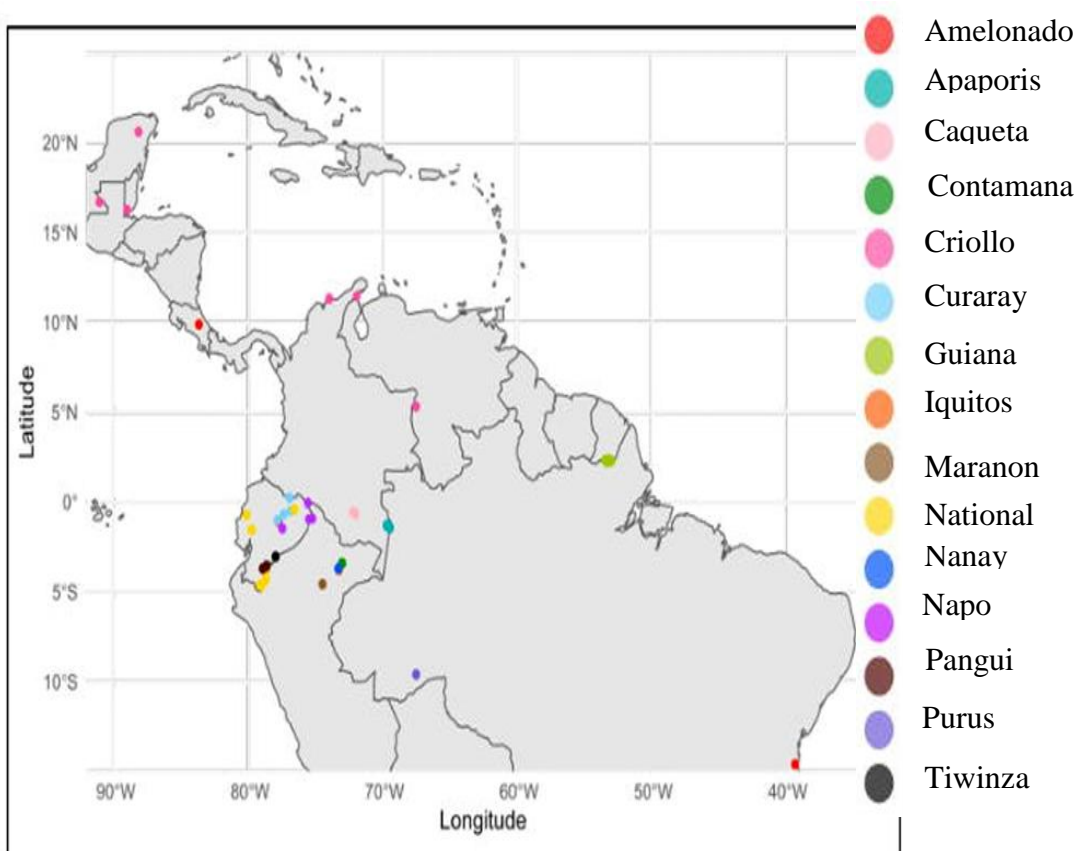 Latitude
20°N
15°N
10°N
5°N
0°
5°S
10°S
90°W
80°W
70°W
60°W
50°W
40°W
Longitude
Amelonado
Apaporis
Caqueta
Contamana
Criollo
Curaray
Guiana
Iquitos
Maranon
National
Nanay
Napo
Pangui
Purus
Tiwinza